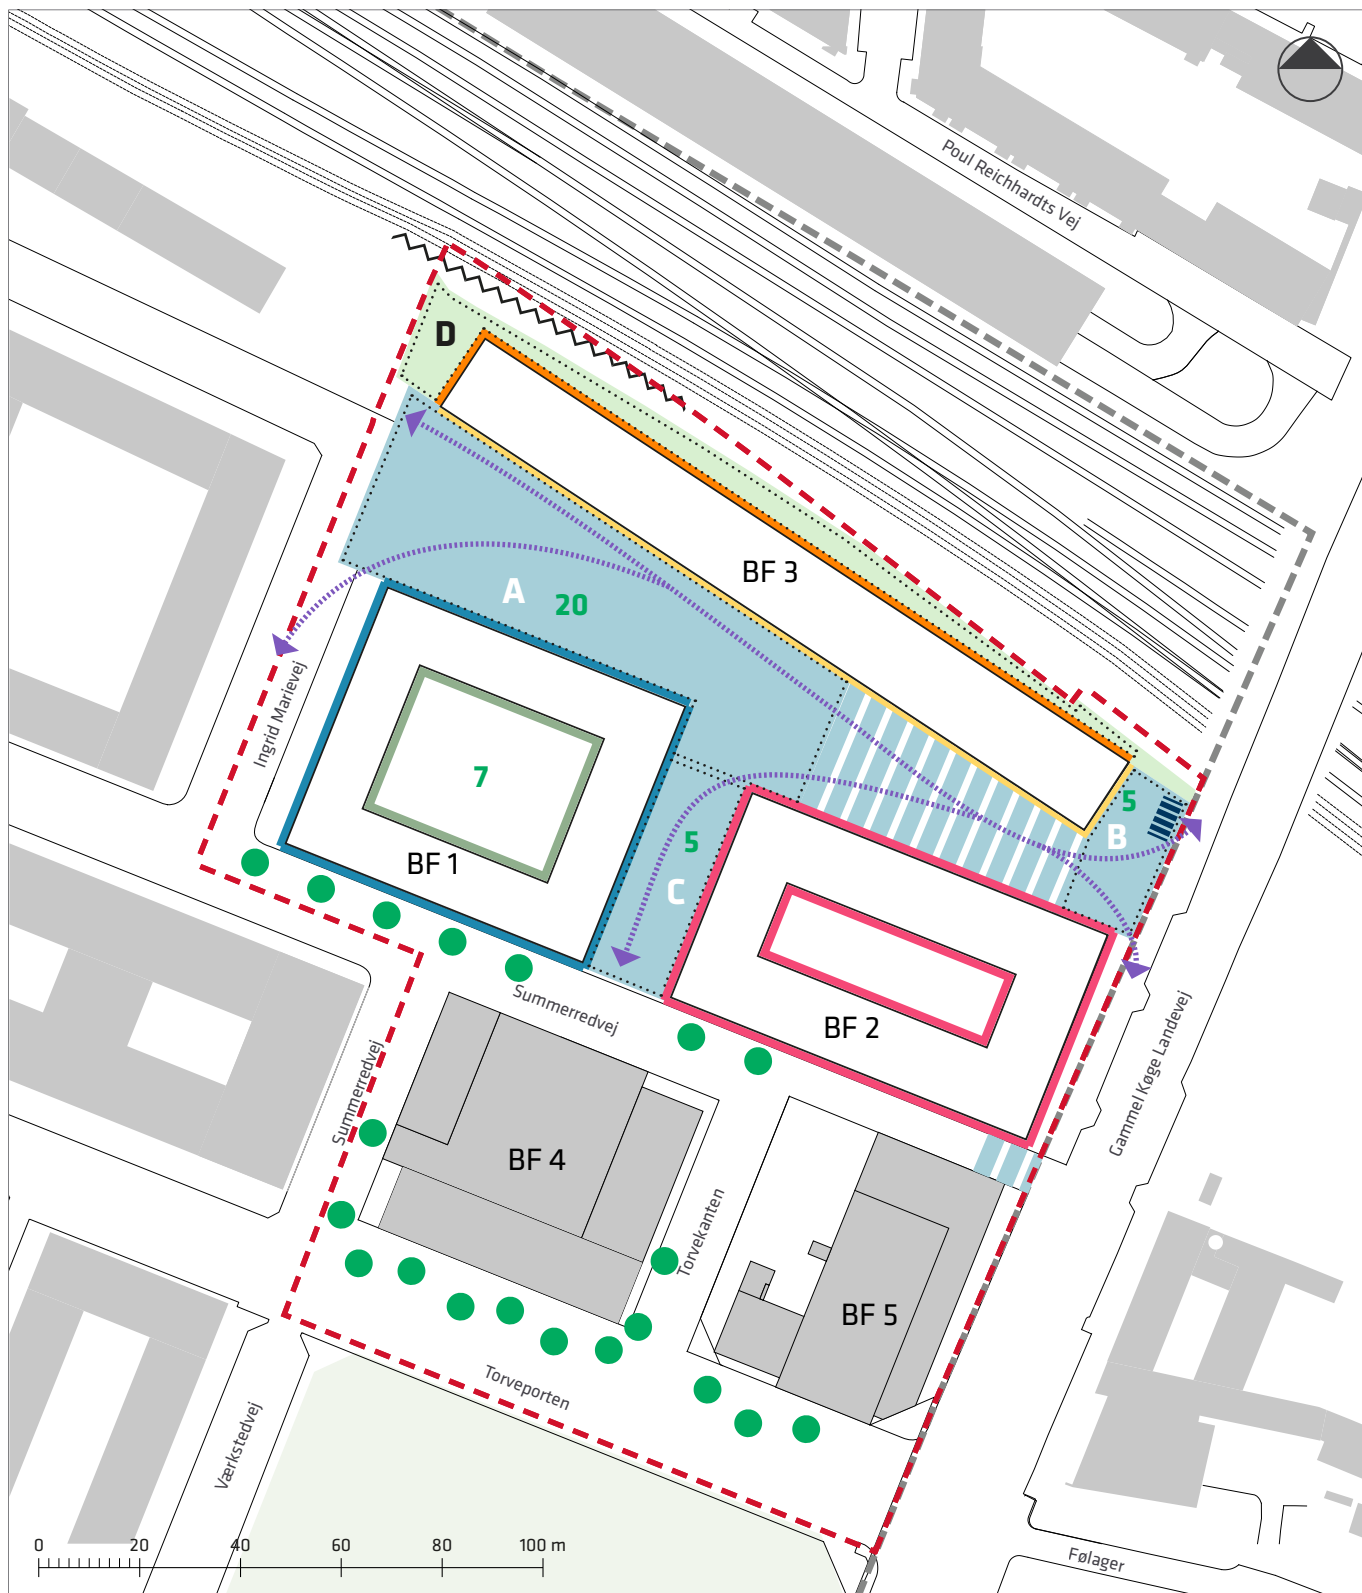 Poul Reichhardts Vej
D
BF 3
A
20
5
B
Ingrid Marievej
7
5
BF 1
C
Summerredvej
BF 2
Gammel Køge Landevej
Summerredvej
BF 4
Torvekanten
BF 5
Torveporten
Værkstedvej
0 20 40 60 80 100 m
Følager